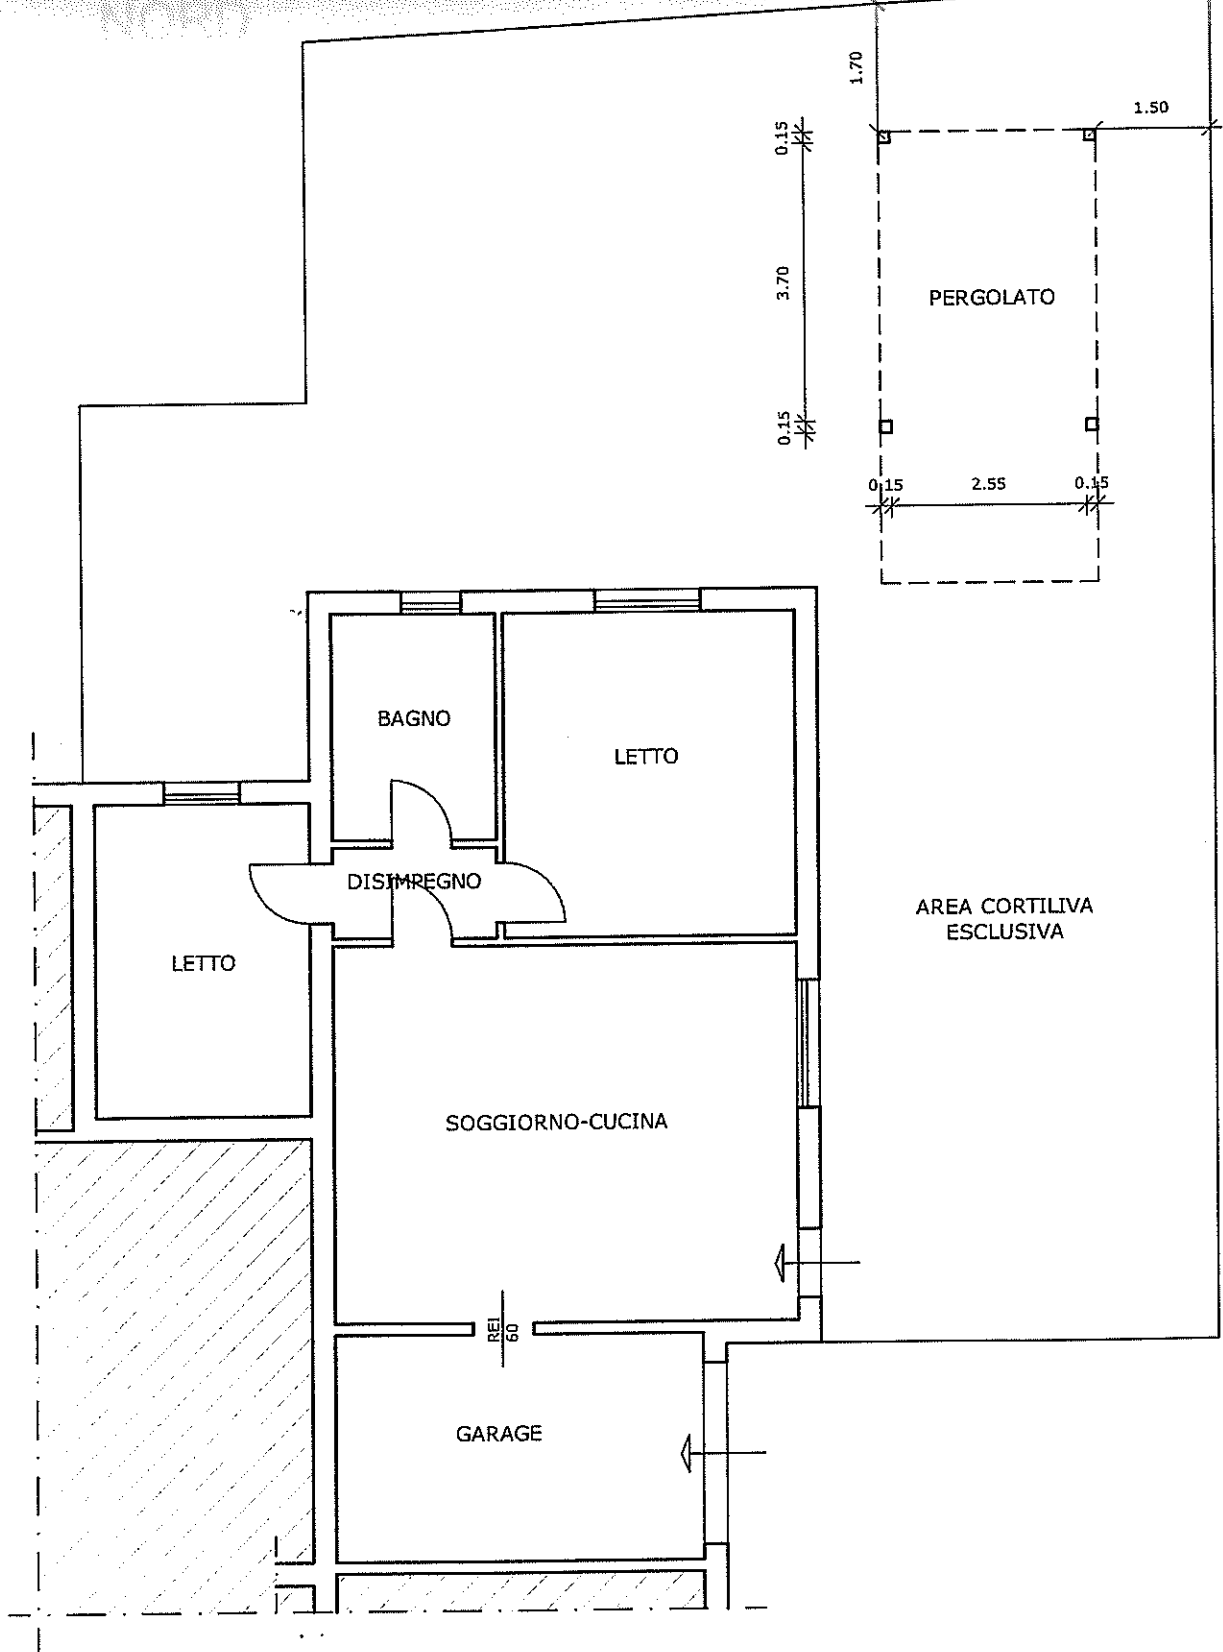 NORD
1.70
1.50
0.15
3.70
PERGOLATO
0.15
0.15
2.55
0.15
BAGNO
LETTO
DISIMPEGNO
AREA CORTILIVA
ESCLUSIVA
LETTO
SOGGIORNO-CUCINA
REI
60
GARAGE